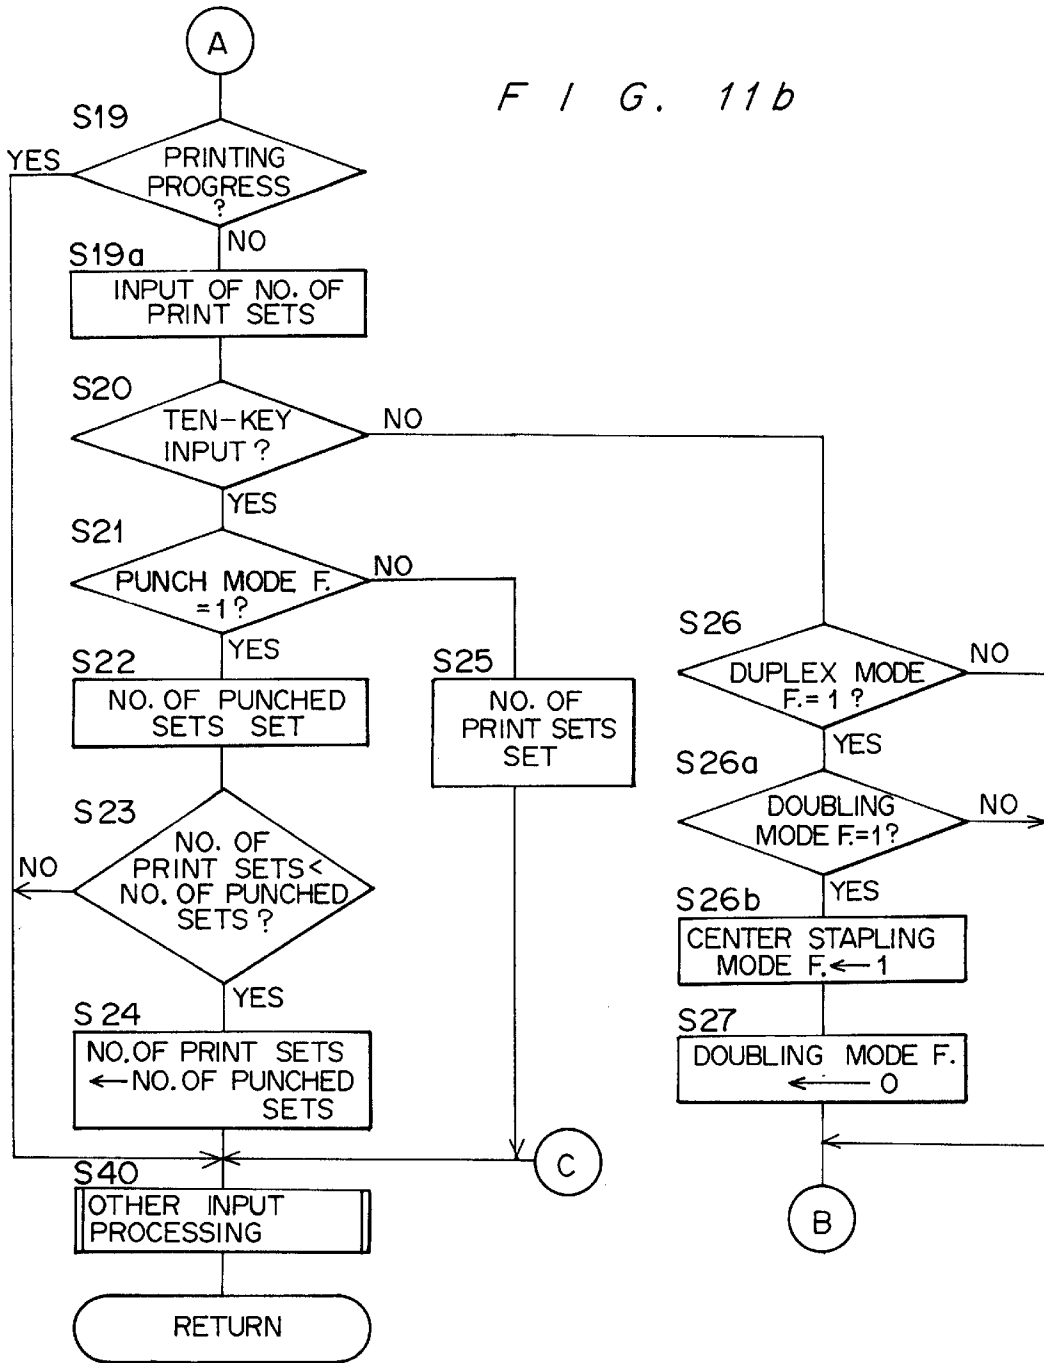 A
F I G. 11b
S19
YES
PRINTING
PROGRESS
?
NO
S19a
INPUT OF NO. OF
PRINT SETS
S20
TEN-KEY
INPUT?
NO
YES
S21
PUNCH MODE F.
=1?
NO
YES
S22
NO. OF PUNCHED
SETS SET
S25
NO. OF
PRINT SETS
SET
S23
NO. OF
PRINT SETS<
NO. OF PUNCHED
SETS?
NO
YES
S24
NO. OF PRINT SETS
←NO. OF PUNCHED
SETS
C
S40
OTHER INPUT
PROCESSING
RETURN
S26
DUPLEX MODE
F.=1?
NO
YES
S26a
DOUBLING
MODE F.=1?
NO
YES
S26b
CENTER STAPLING
MODE F.←1
S27
DOUBLING MODE F.
←0
B